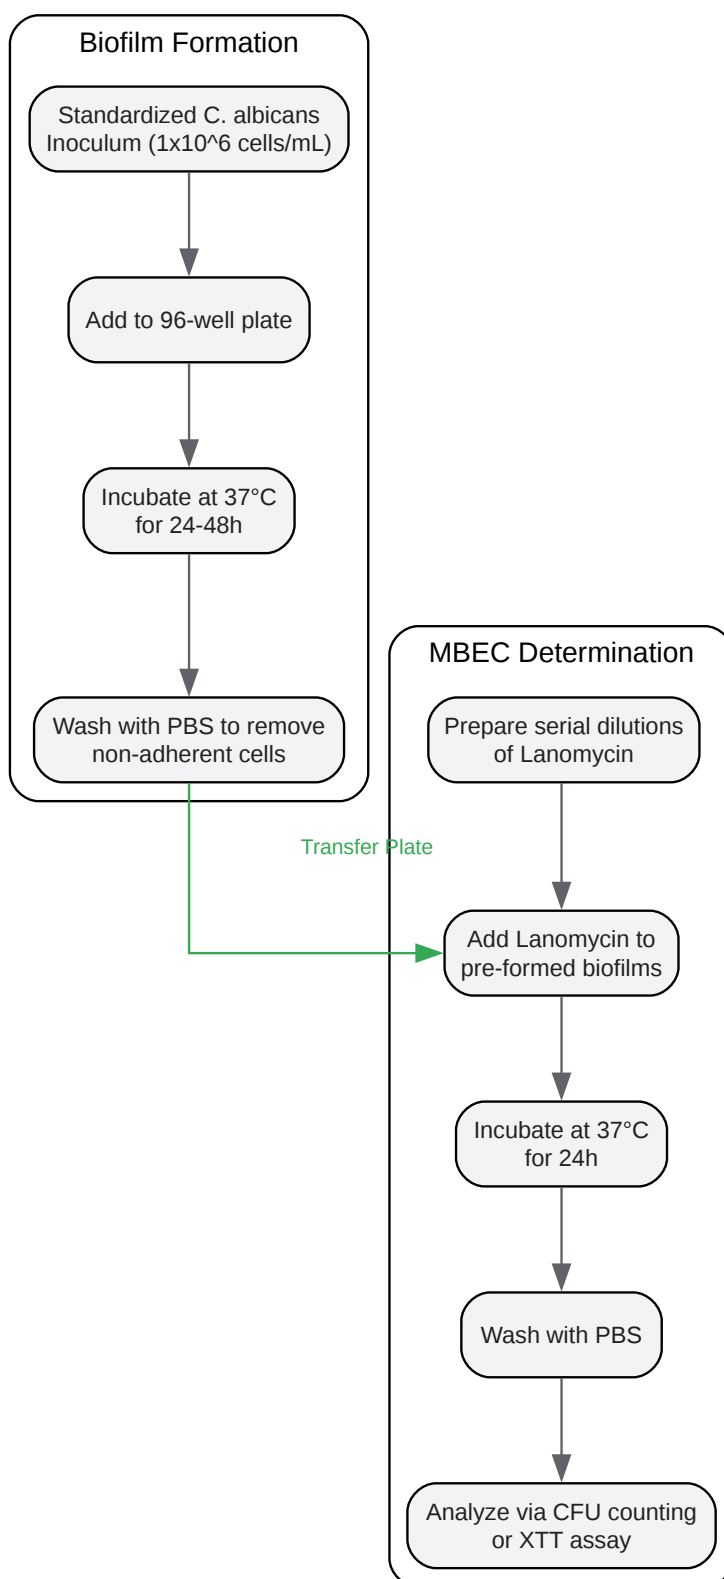 Biofilm Formation
Standardized C. albicans
Inoculum (1x10^6 cells/mL)
Add to 96-well plate
Incubate at 37°C
for 24-48h
Wash with PBS to remove
non-adherent cells
Transfer Plate
MBEC Determination
Prepare serial dilutions
of Lanomycin
Add Lanomycin to
pre-formed biofilms
Incubate at 37°C
for 24h
Wash with PBS
Analyze via CFU counting
or XTT assay